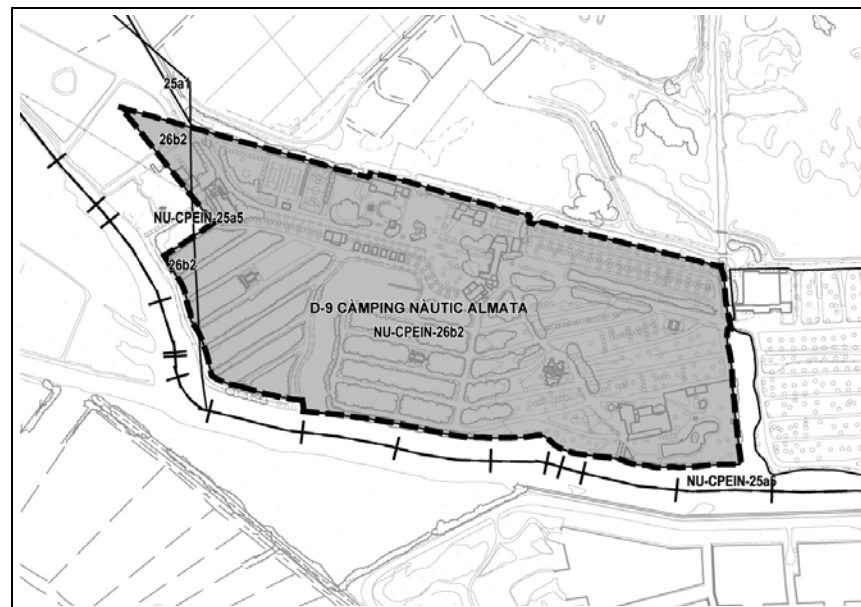 25a1
26b2
NU-CPEIN-25a5
26b2
D-9 CÀMPING NÀUTIC ALMATA
NU-CPEIN-26b2
NU-CPEIN-25a5